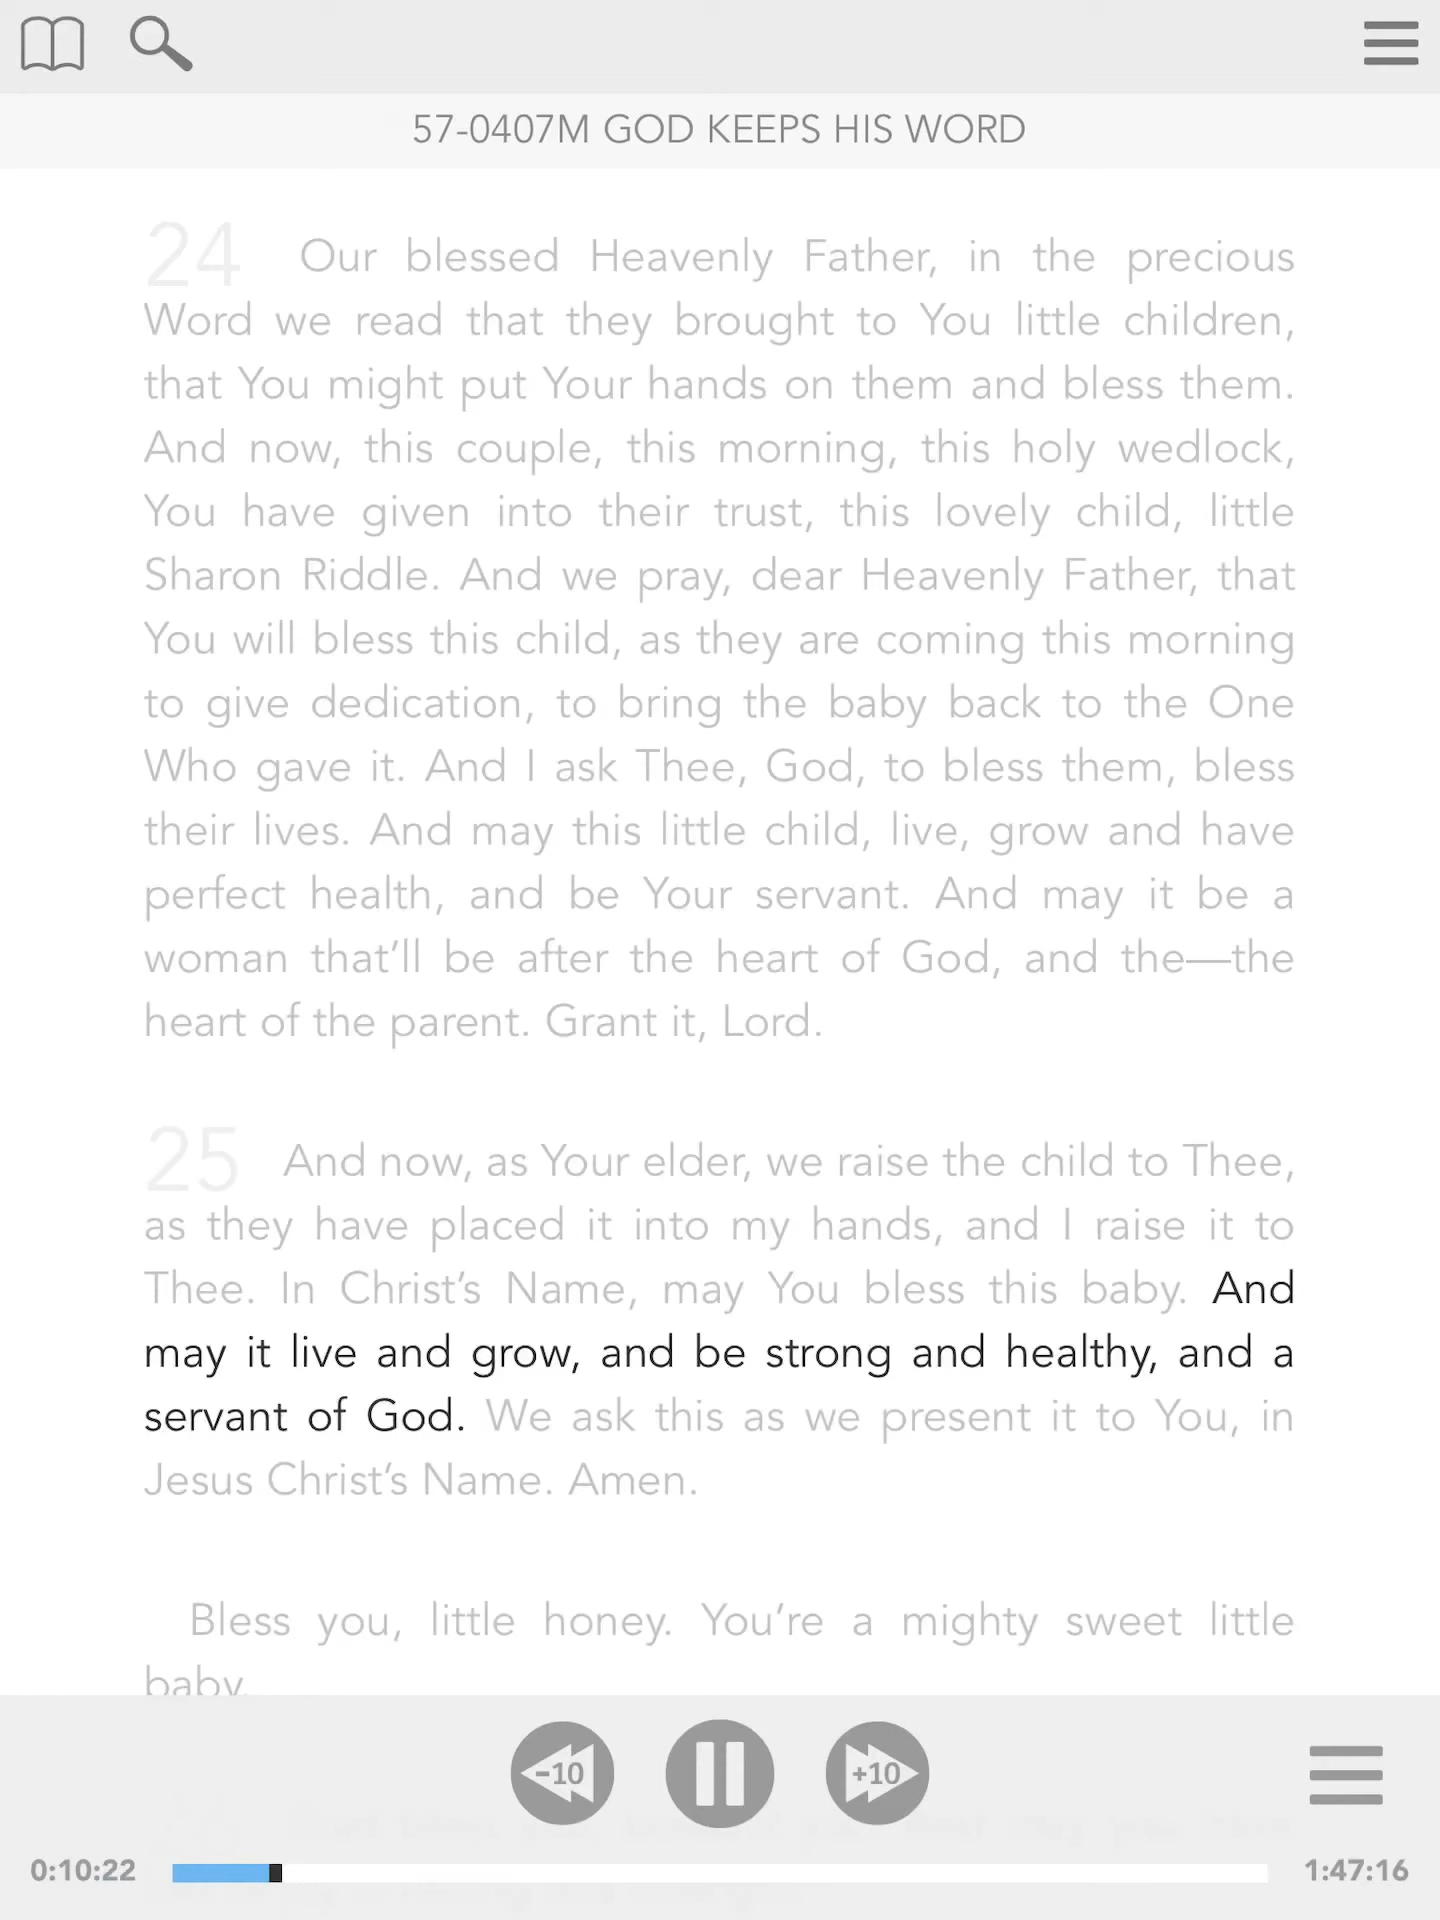 57-0407M GOD KEEPS HIS WORD
24 Our blessed Heavenly Father, in the precious
Word we read that they brought to You little children,
that You might put Your hands on them and bless them.
And now, this couple, this morning, this holy wedlock,
You have given into their trust, this lovely child, little
Sharon Riddle. And we pray, dear Heavenly Father, that
You will bless this child, as they are coming this morning
to give dedication, to bring the baby back to the One
Who gave it. And I ask Thee, God, to bless them, bless
their lives. And may this little child, live, grow and have
perfect health, and be Your servant. And may it be a
woman that’ll be after the heart of God, and the—the
heart of the parent. Grant it, Lord.
25 And now, as Your elder, we raise the child to Thee,
as they have placed it into my hands, and I raise it to
Thee. In Christ’s Name, may You bless this baby. And
may it live and grow, and be strong and healthy, and a
servant of God. We ask this as we present it to You, in
Jesus Christ’s Name. Amen.
Bless you, little honey. You’re a mighty sweet little
baby.
-10 +10
0:10:22 1:47:16